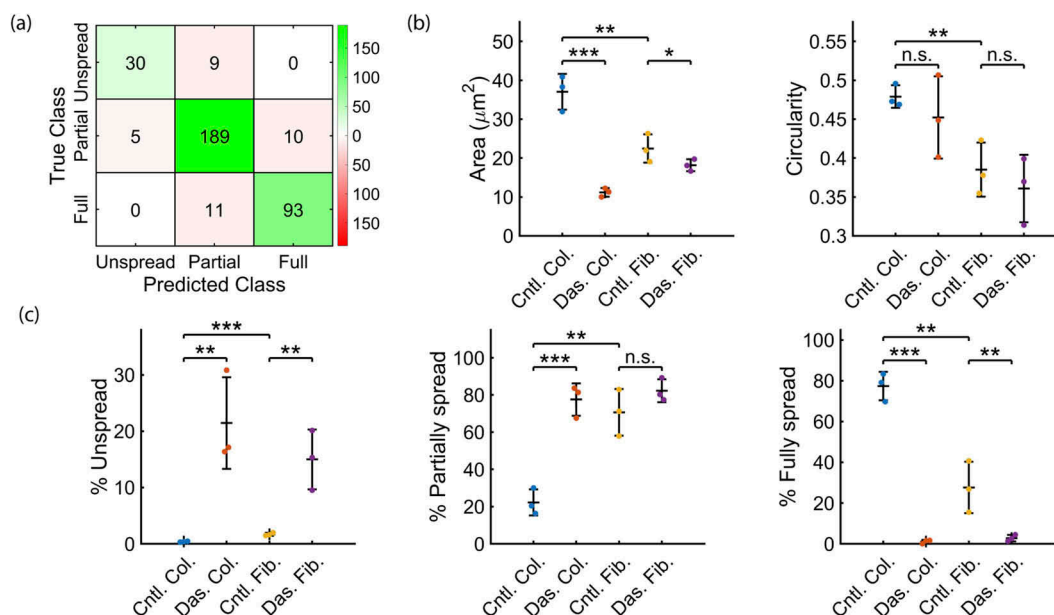 (a)
True Class
Unspread
Partial
Full
30 9 0
5 189 10
0 11 93
150
100
50
0
50
100
150
Unspread Partial Full
Predicted Class
(b)
Area (μm²)
50
40
30
20
10
0
**
***
*
Cntl. Col.
Das. Col.
Cntl. Fib.
Das. Fib.
Circularity
0.55
0.5
0.45
0.4
0.35
0.3
**
n.s.
n.s.
Cntl. Col.
Das. Col.
Cntl. Fib.
Das. Fib.
(c)
% Unspread
30
20
10
0
***
**
**
Cntl. Col.
Das. Col.
Cntl. Fib.
Das. Fib.
% Partially spread
100
80
60
40
20
0
**
***
n.s.
Cntl. Col.
Das. Col.
Cntl. Fib.
Das. Fib.
% Fully spread
100
80
60
40
20
0
**
***
**
Cntl. Col.
Das. Col.
Cntl. Fib.
Das. Fib.